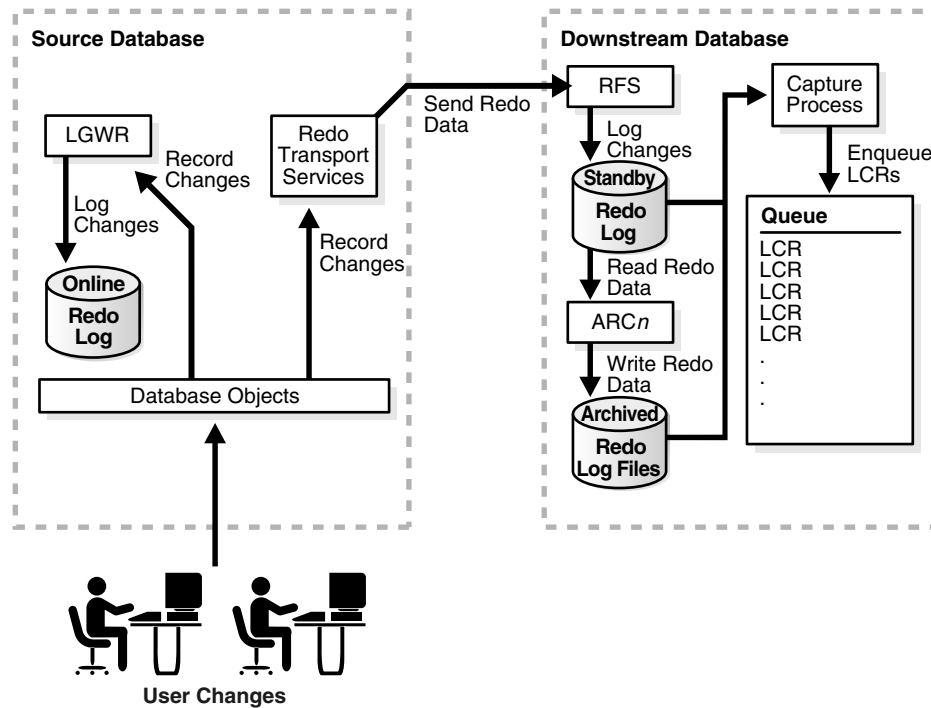 Source Database
LGWR
Record
Changes
Log
Changes
Online
Redo
Log
Redo
Transport
Services
Record
Changes
Database Objects
User Changes
Send Redo
Data
Downstream Database
RFS
Log
Changes
Standby
Redo
Log
Read Redo
Data
ARCn
Write Redo
Data
Archived
Redo
Log Files
Capture
Process
Enqueue
LCRs
Queue
LCR
LCR
LCR
LCR
LCR
.
.
.